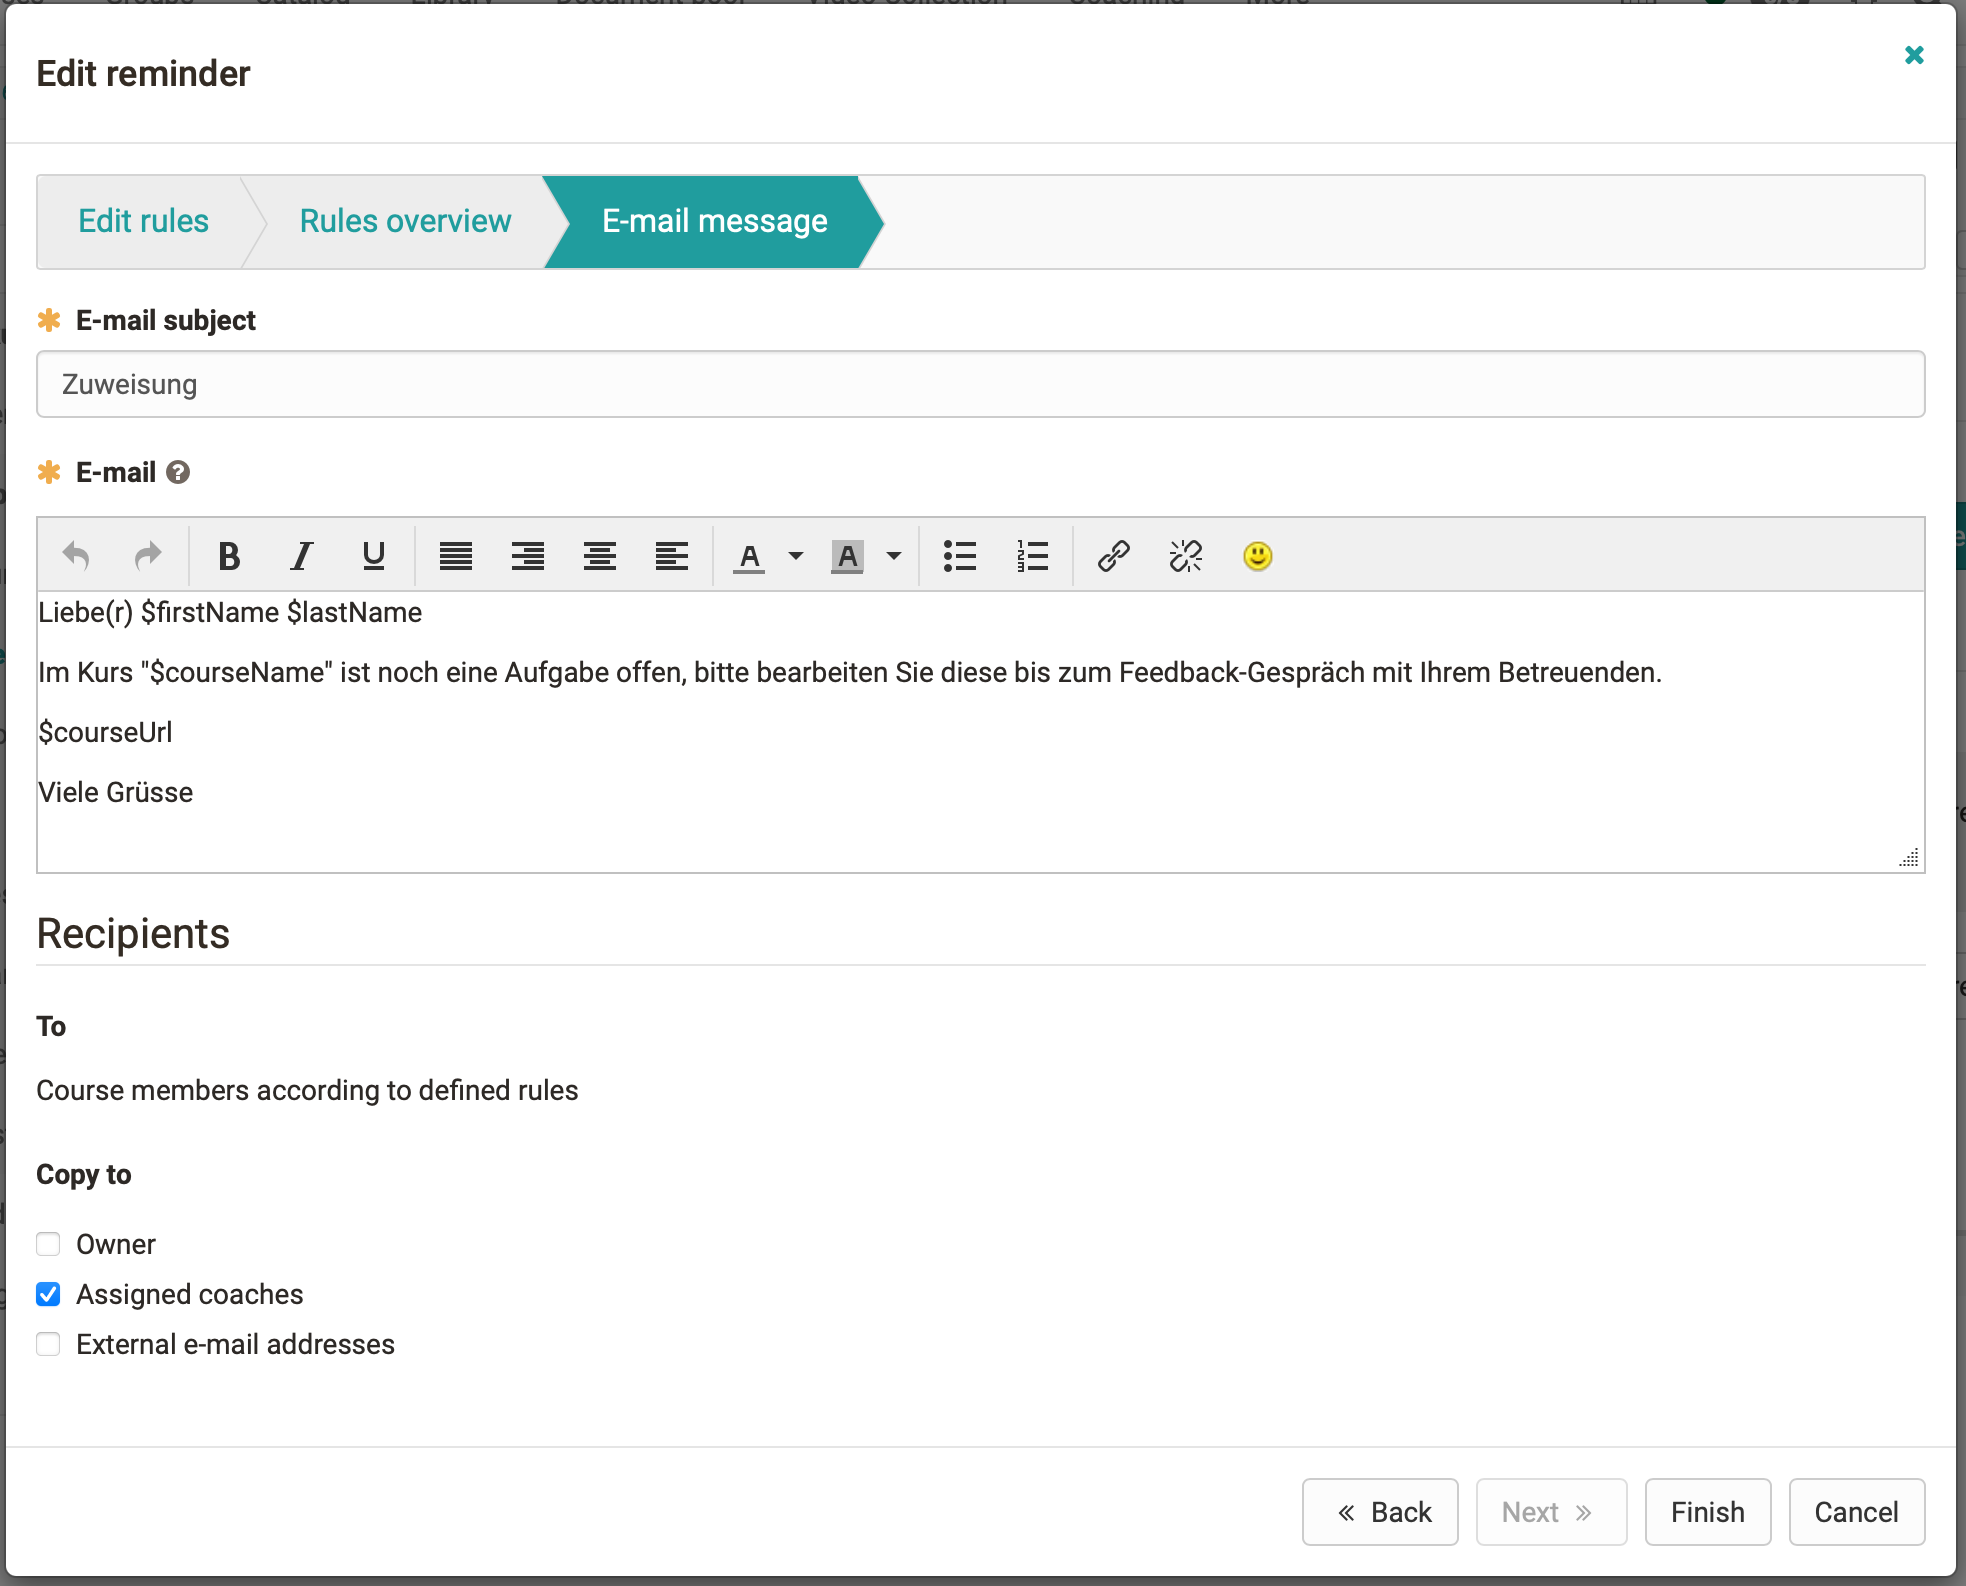 Edit reminder
Edit rules
Rules overview
E-mail message
E-mail subject
Zuweisung
E-mail
Liebe(r) $firstName $lastName
Im Kurs "$courseName" ist noch eine Aufgabe offen, bitte bearbeiten Sie diese bis zum Feedback-Gespräch mit Ihrem Betreuenden.
$courseUrl
Viele Grüsse
Recipients
To
Course members according to defined rules
Copy to
Owner
Assigned coaches
External e-mail addresses
« Back
Next »
Finish
Cancel